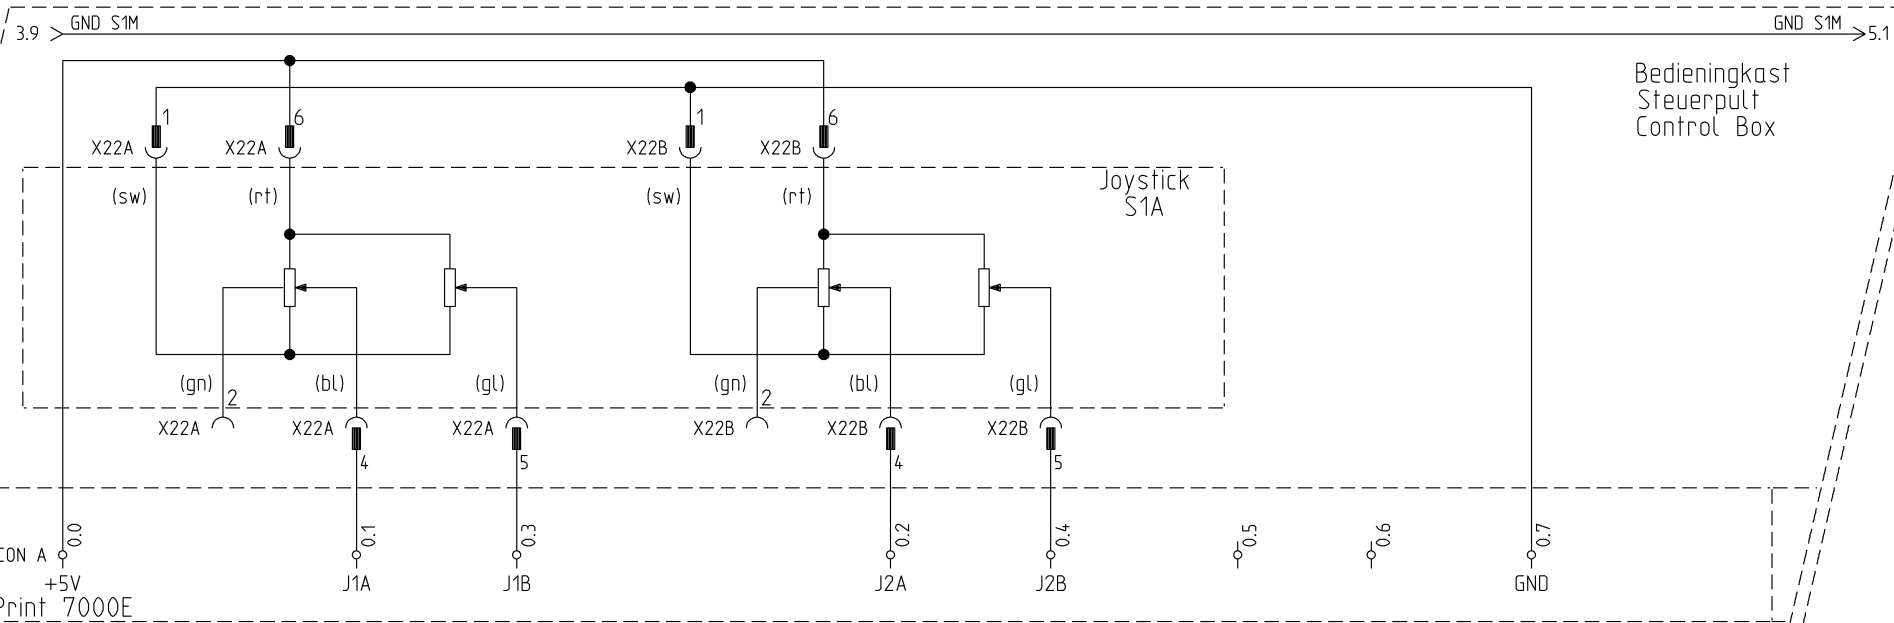 GND S1M
GND S1M
3.9
5.1
Bedieningkast
Steuerpult
Control Box
1
6
1
6
X22A
X22A
X22B
X22B
Joystick
S1A
(sw)
(rt)
(sw)
(rt)
(gn)
(bl)
(gl)
(gn)
(bl)
(gl)
2
2
X22A
X22A
X22A
X22B
X22B
X22B
4
5
4
5
0.0
0.1
0.3
0.2
0.4
0.5
0.6
0.7
CON A
+5V
J1A
J1B
J2A
J2B
GND
Print 7000E